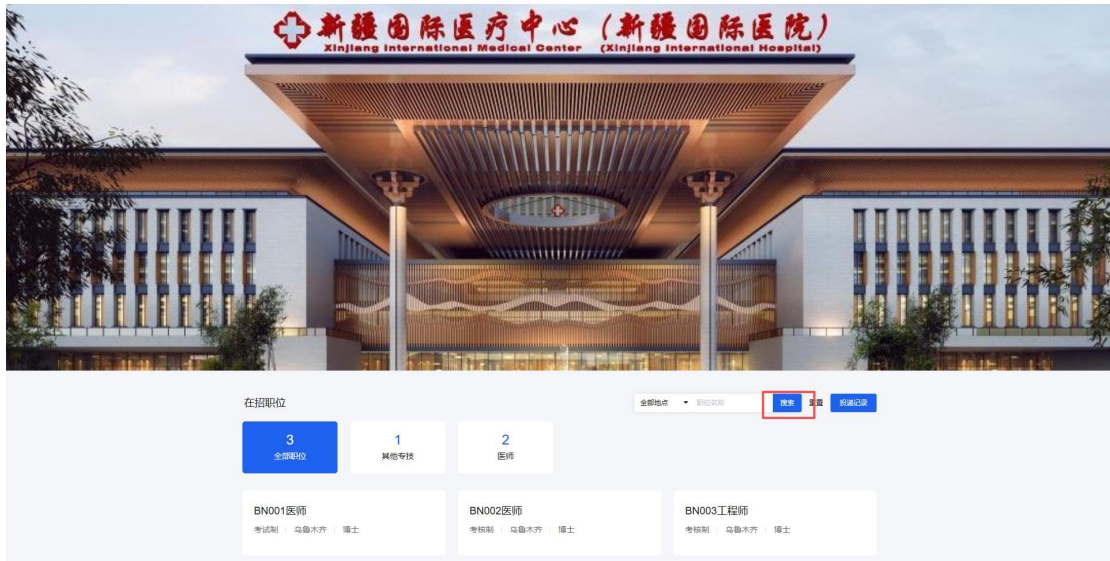 新疆国际医疗中心 (新疆国际医院)
Xinjiang International Medical Center (Xinjiang International Hospital)
在招职位
全部地点 职位名称 搜索 重置 投递记录
3 全部职位
1 其他专技
2 医师
BN001医师
考试制 乌鲁木齐 博士
BN002医师
考核制 乌鲁木齐 博士
BN003工程师
考核制 乌鲁木齐 博士